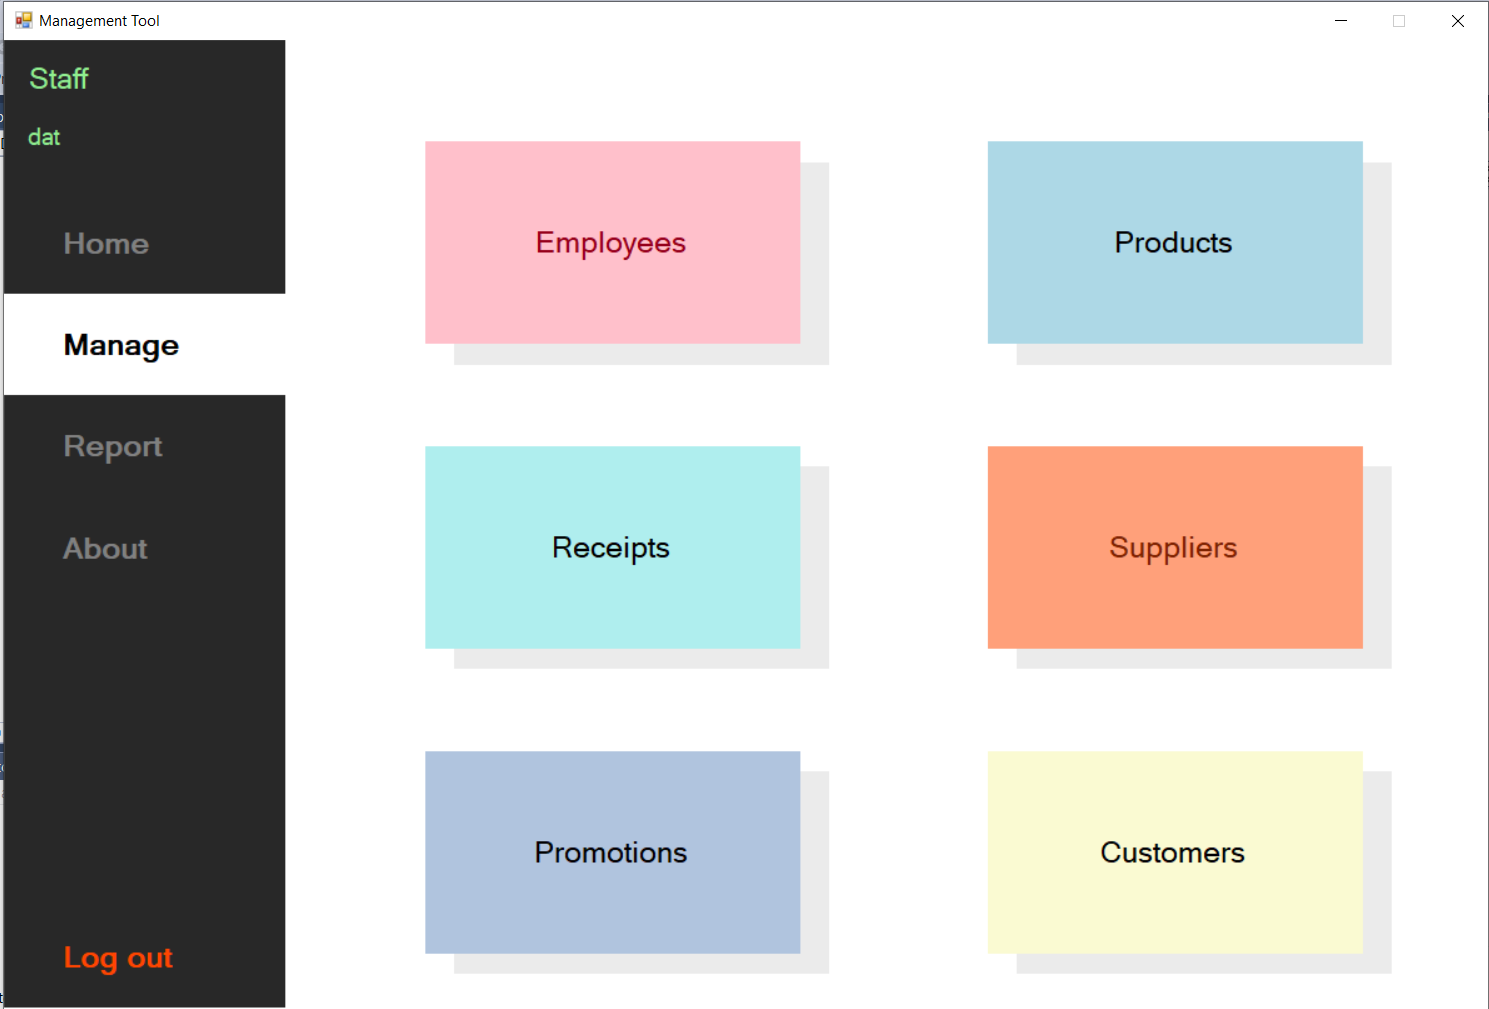 Management Tool
Staff
dat
Home
Manage
Report
About
Log out
Employees
Products
Receipts
Suppliers
Promotions
Customers